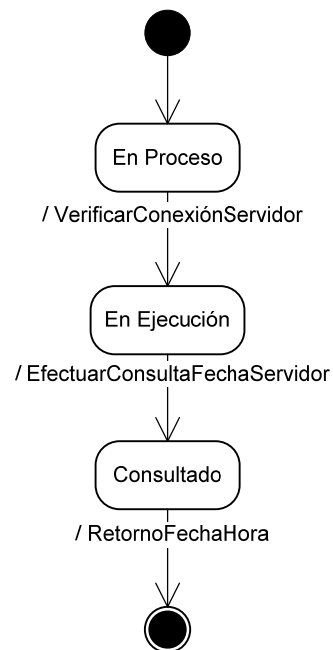 En Proceso
/ VerificarConexiónServidor
En Ejecución
/ EfectuarConsultaFechaServidor
Consultado
/ RetornoFechaHora